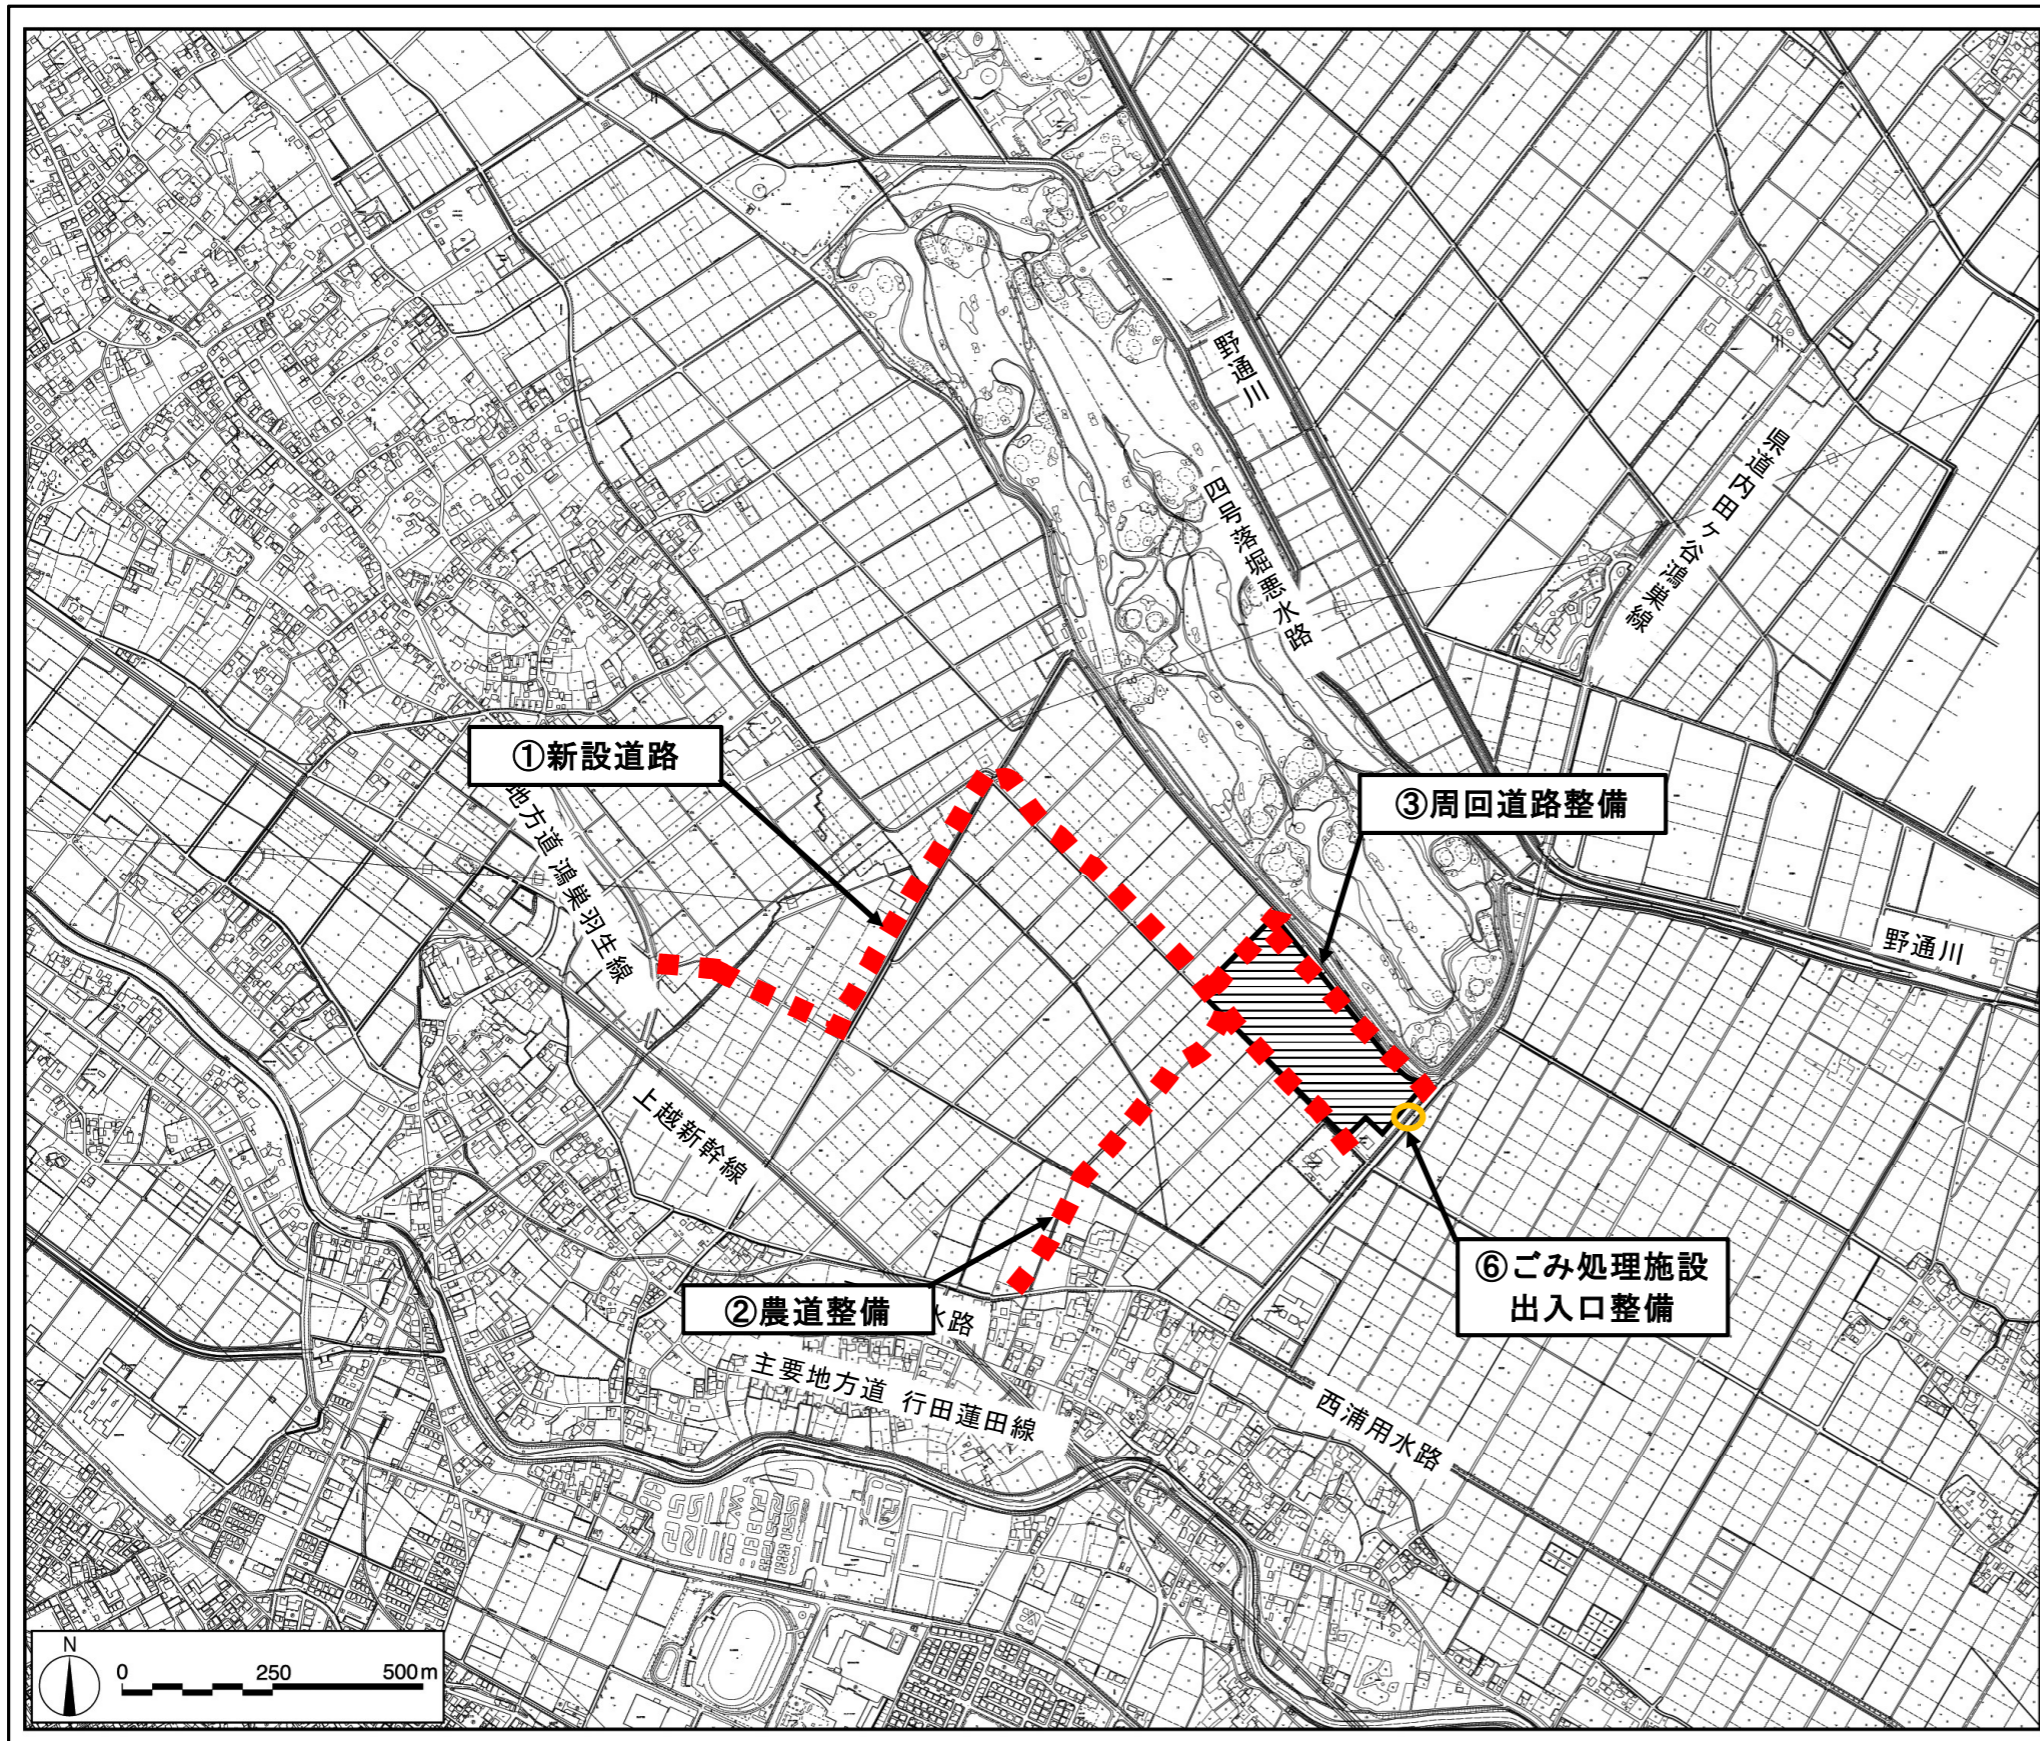 野通川
県道内田ヶ谷鴻巣線
四号落堀悪水路
①新設道路
③周回道路整備
地方道 鴻巣羽生線
野通川
上越新幹線
⑥ごみ処理施設
出入口整備
②農道整備
水路
主要地方道 行田蓮田線
西浦用水路
N
0 250 500m